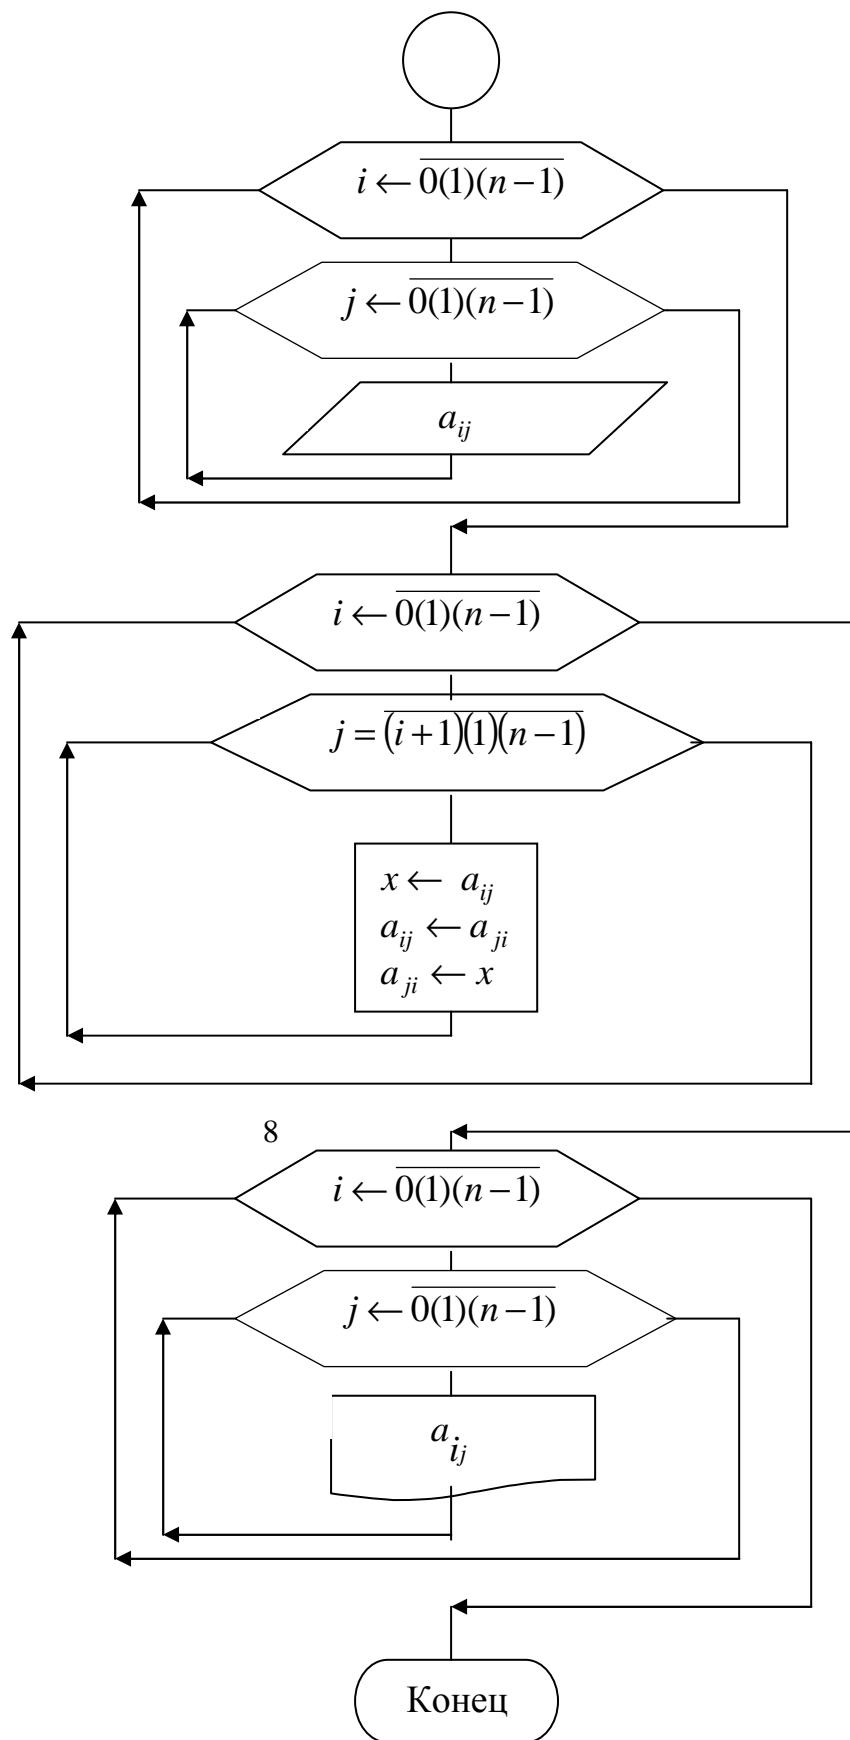 i ← 0(1)(n−1)
j ← 0(1)(n−1)
a_ij
i ← 0(1)(n−1)
j = (i+1)(1)(n−1)
x ← a_ij
a_ij ← a_ji
a_ji ← x
8
i ← 0(1)(n−1)
j ← 0(1)(n−1)
a_ij
Конец